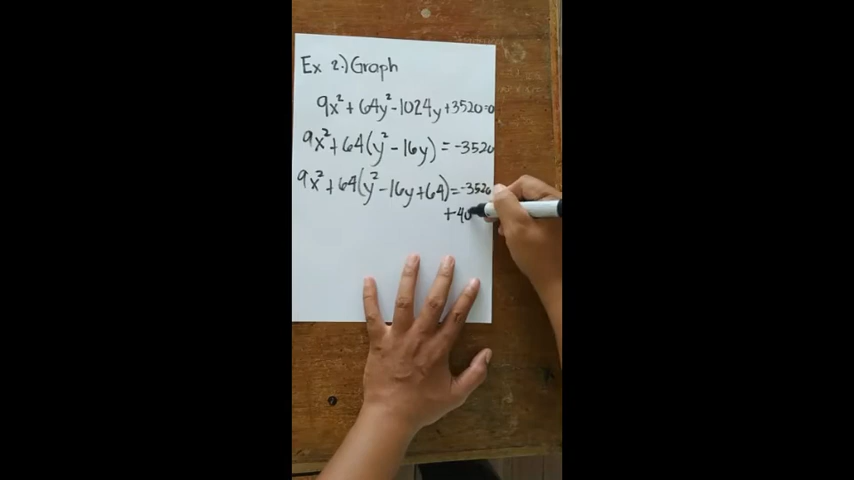 Ex 2.) Graph
9x² + 64y² - 1024y + 3520 = 0
9x² + 64(y² - 16y) = -3520
9x² + 64(y² - 16y + 64) = -3520
+ 40